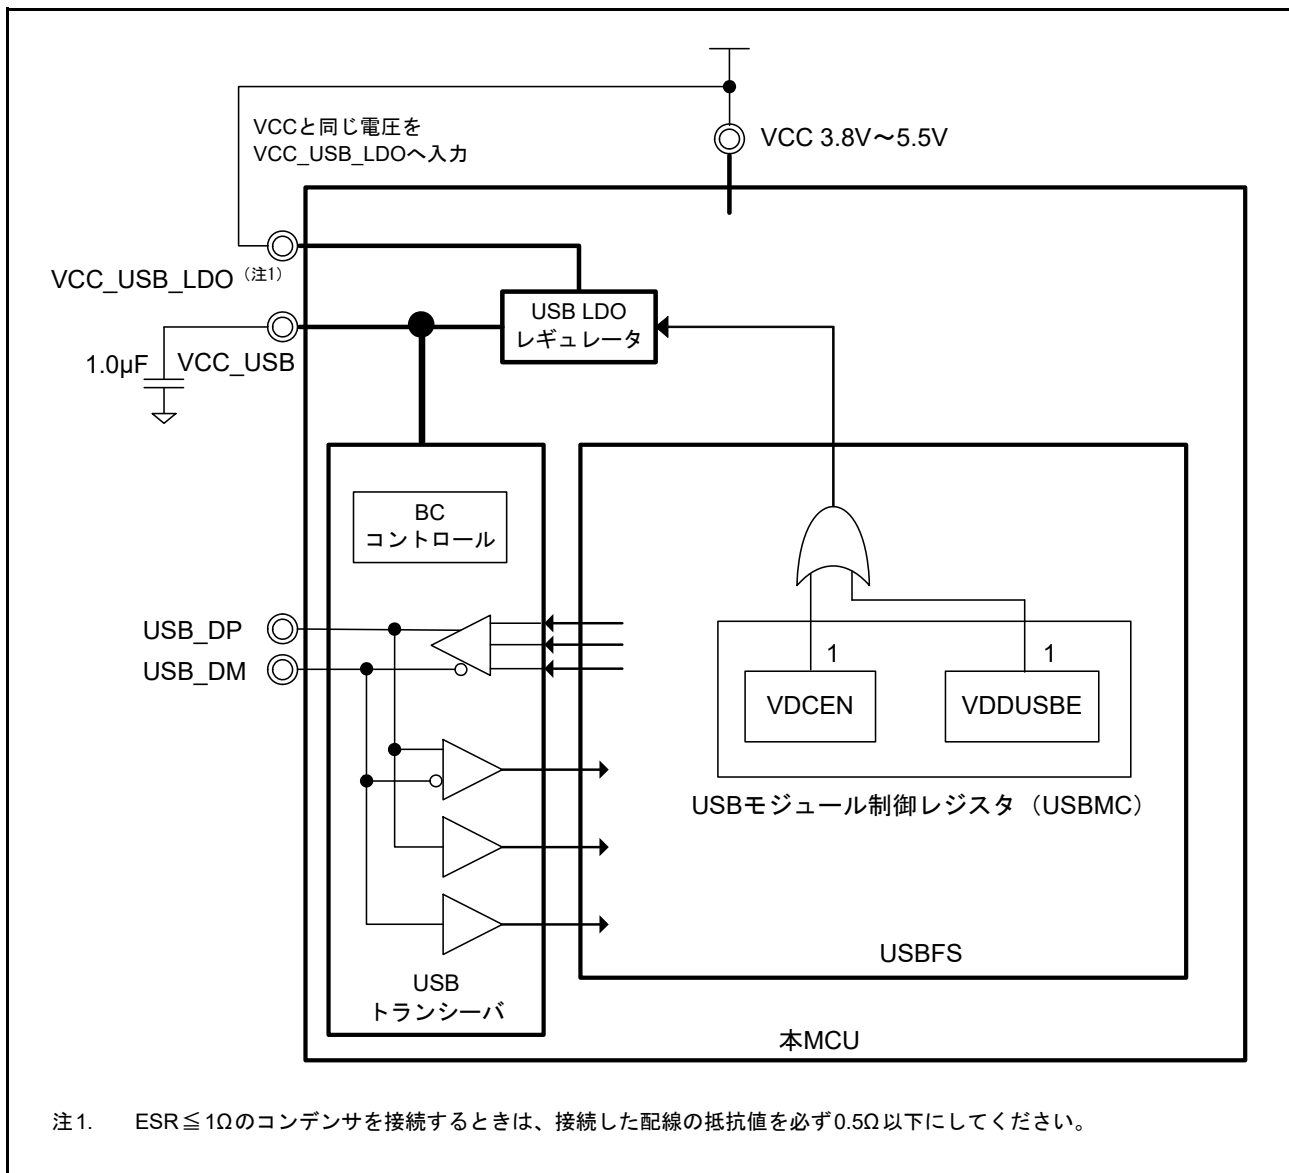 VCCと同じ電圧を
VCC_USB_LDOへ入力
VCC 3.8V～5.5V
VCC_USB_LDO（注1）
USB LDO
レギュレータ
1.0µF
VCC_USB
BC
コントロール
USB_DP
USB_DM
1
1
VDCEN
VDDUSBE
USBモジュール制御レジスタ（USBMC）
USBFS
USB
トランシーバ
本MCU
注1. ESR≦1Ωのコンデンサを接続するときは、接続した配線の抵抗値を必ず0.5Ω以下にしてください。